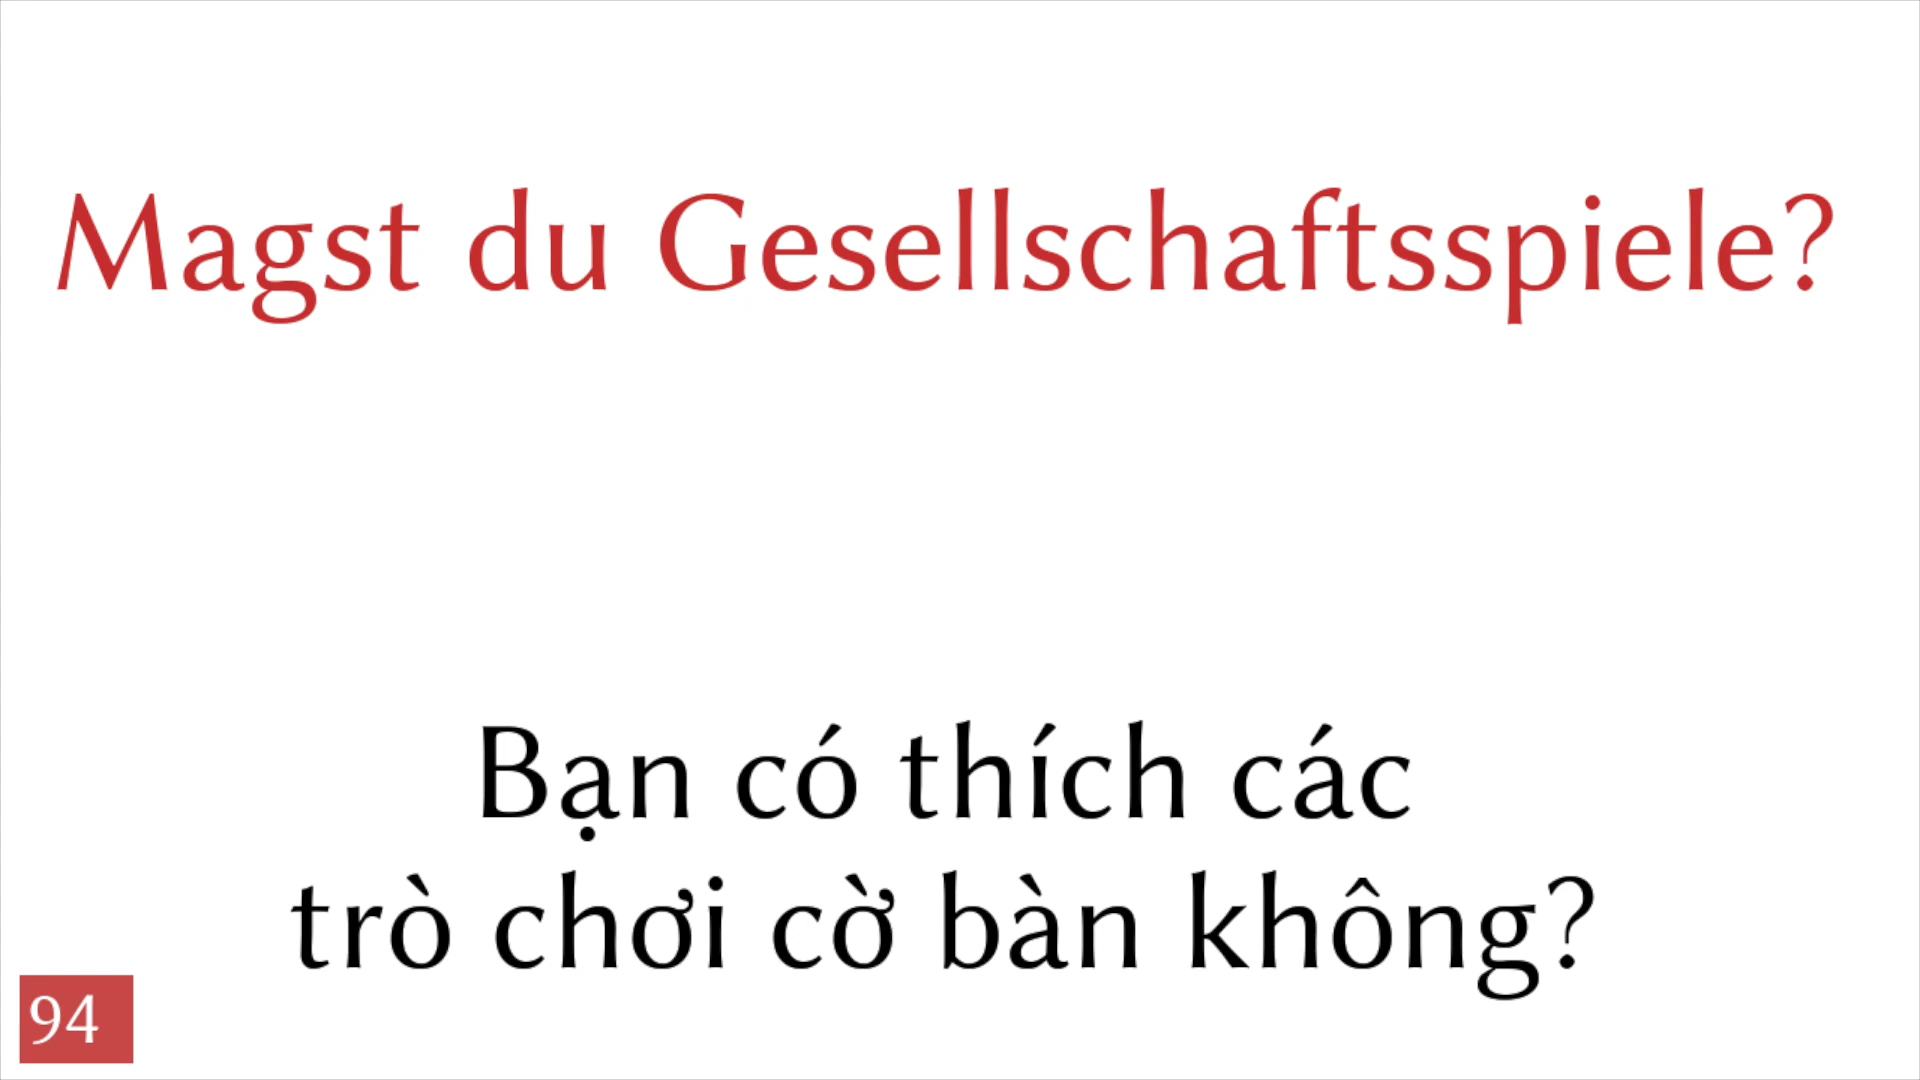 Magst du Gesellschaftsspiele?
Bạn có thích các
trò chơi cờ bàn không?
94